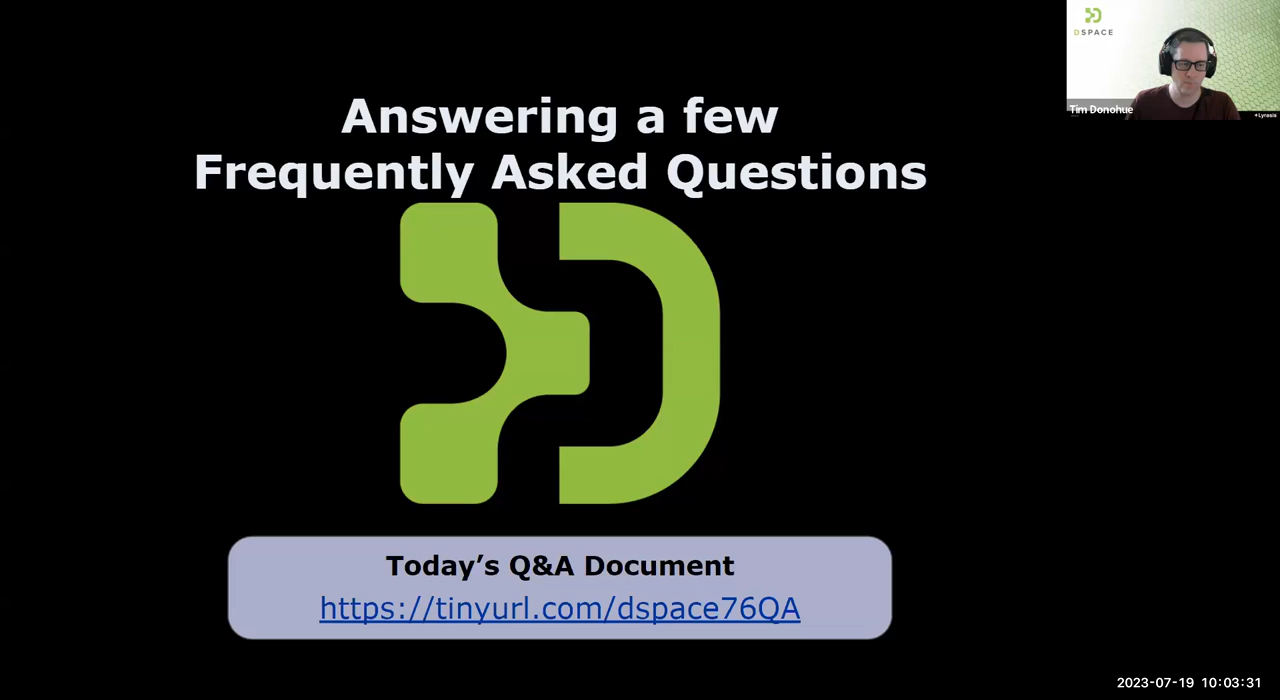 DSPACE
Tim Donohue
Lyrasis
Answering a few
Frequently Asked Questions
Today’s Q&A Document
https://tinyurl.com/dspace76QA
2023-07-19 10:03:31